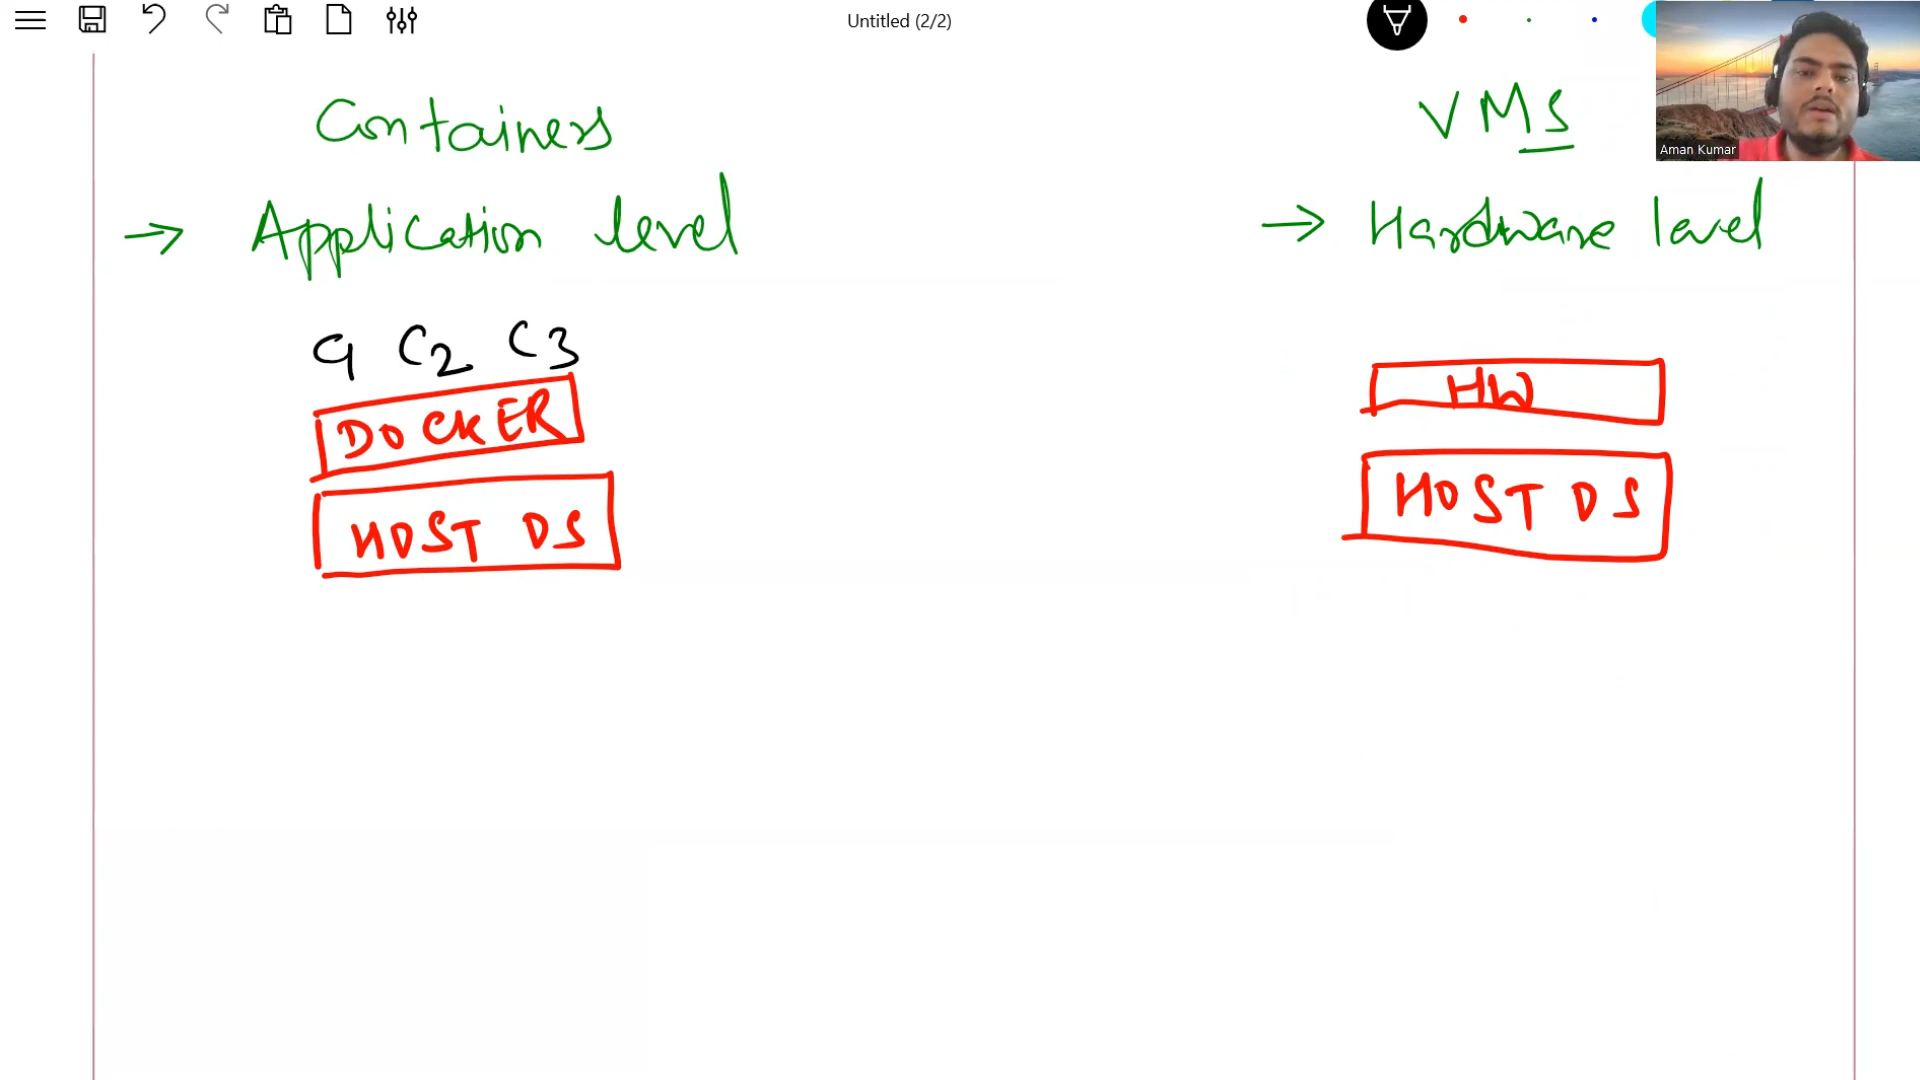 Untitled (2/2)
Containers
VMS
Aman Kumar
→ Application level
→ Hardware level
C1 C2 C3
HW
DOCKER
HOST OS
HOST OS